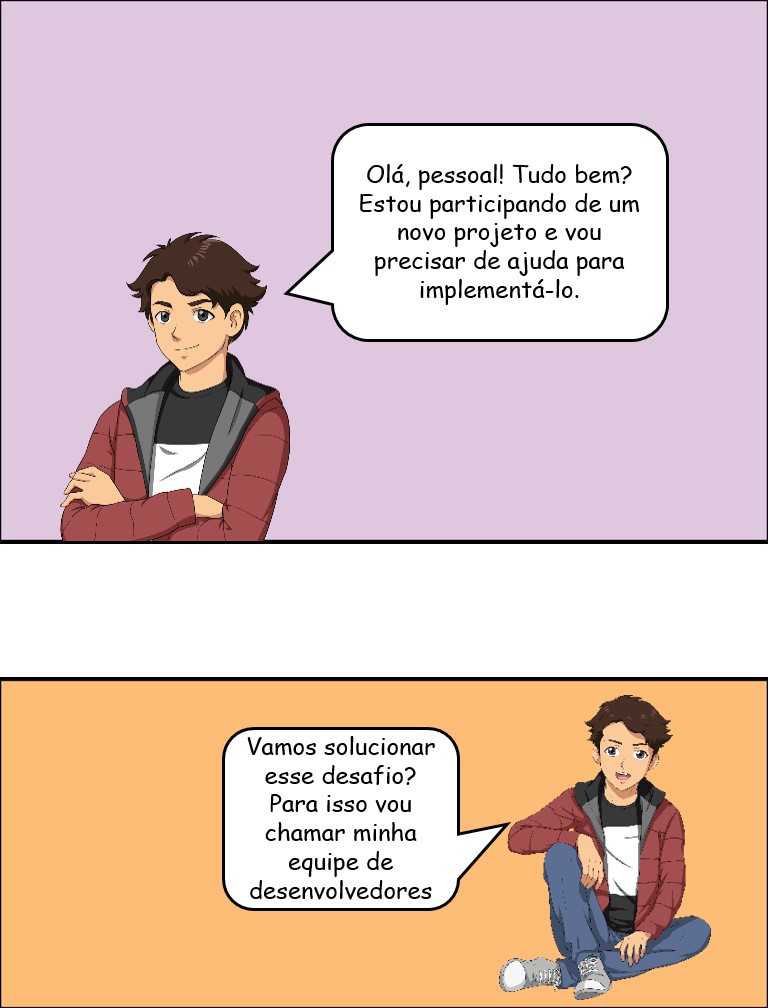 Olá, pessoal! Tudo bem?
Estou participando de um
novo projeto e vou
precisar de ajuda para
implementá-lo.
Vamos solucionar
esse desafio?
Para isso vou
chamar minha
equipe de
desenvolvedores